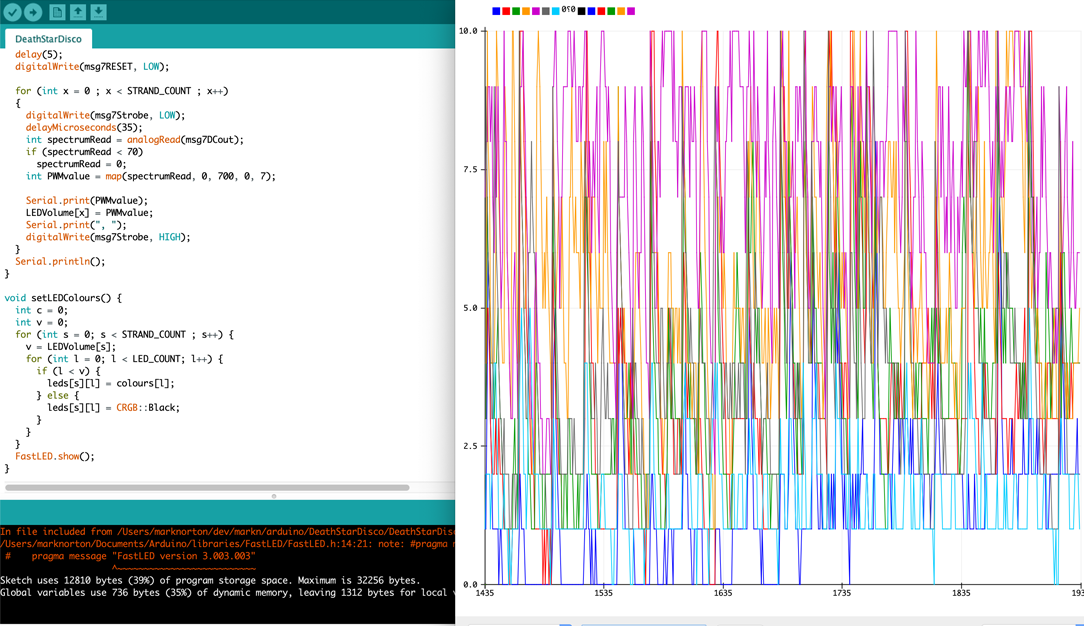 DeathStarDisco
delay(5);
digitalWrite(msg7RESET, LOW);
for (int x = 0 ; x < STRAND_COUNT ; x++)
{
digitalWrite(msg7Strobe, LOW);
delayMicroseconds(35);
int spectrumRead = analogRead(msg7DCout);
if (spectrumRead < 70)
spectrumRead = 0;
int PWMvalue = map(spectrumRead, 0, 700, 0, 7);
Serial.print(PWMvalue);
LEDVolume[x] = PWMvalue;
Serial.print(", ");
digitalWrite(msg7Strobe, HIGH);
}
Serial.println();
}
void setLEDColours() {
int c = 0;
int v = 0;
for (int s = 0; s < STRAND_COUNT ; s++) {
v = LEDVolume[s];
for (int l = 0; l < LED_COUNT; l++) {
if (l < v) {
leds[s][l] = colours[l];
} else {
leds[s][l] = CRGB::Black;
}
}
}
FastLED.show();
}
In file included from /Users/marknorton/dev/markn/arduino/DeathStarDisco/DeathStarDisc
/Users/marknorton/Documents/Arduino/libraries/FastLED/FastLED.h:14:21: note: #pragma
# pragma message "FastLED version 3.003.003"
^~~~~~~~~~~~~~~~~~~~~~~~~~~
Sketch uses 12810 bytes (39%) of program storage space. Maximum is 32256 bytes.
Global variables use 736 bytes (35%) of dynamic memory, leaving 1312 bytes for local
10.0
7.5
5.0
2.5
0.0
1435
1535
1635
1735
1835
193